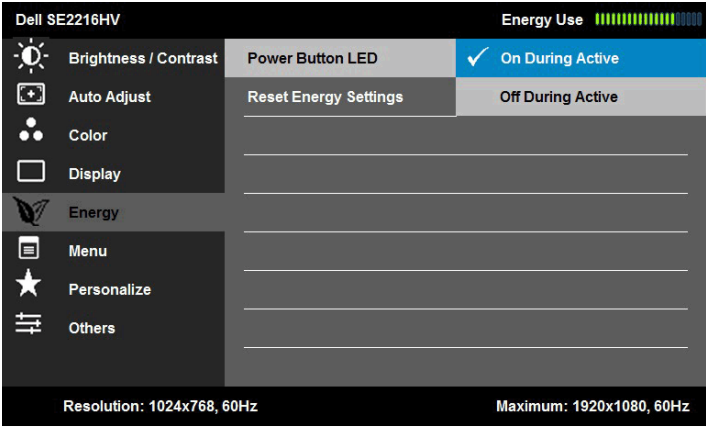 Dell SE2216HV Energy Use
Brightness / Contrast Power Button LED On During Active
Auto Adjust Reset Energy Settings Off During Active
Color
Display
Energy
Menu
Personalize
Others
Resolution: 1024x768, 60Hz Maximum: 1920x1080, 60Hz